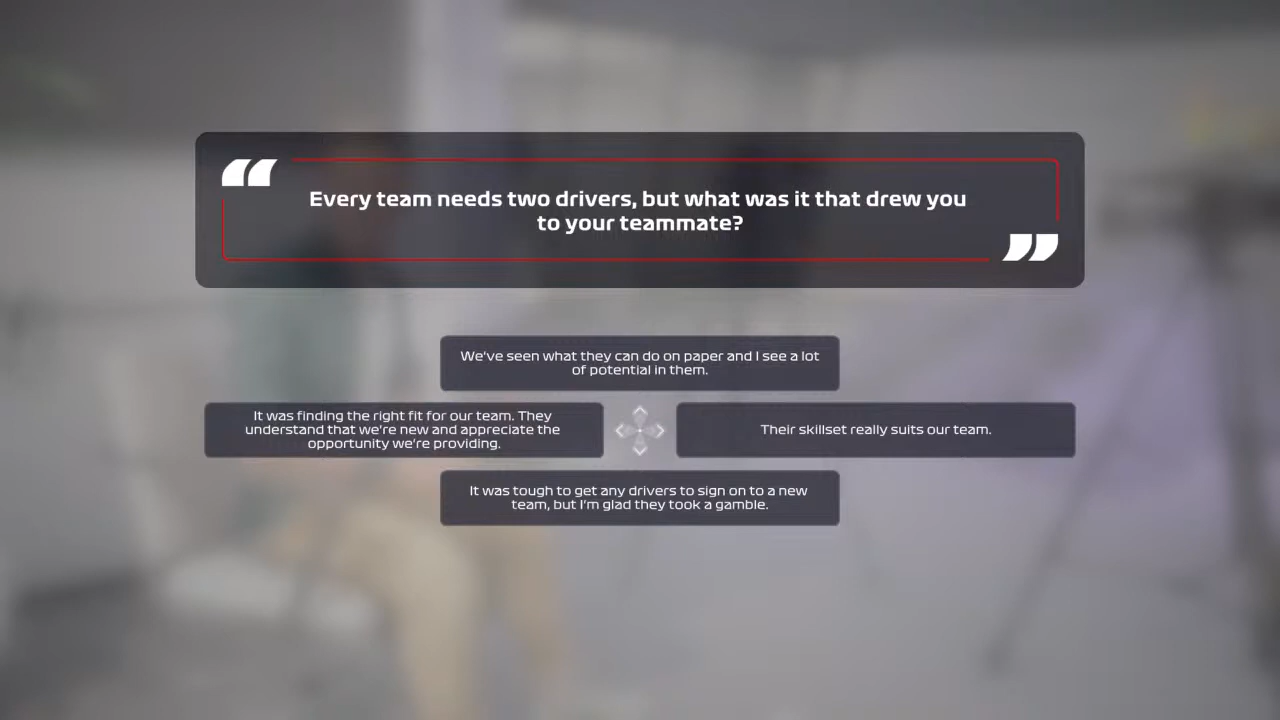 Every team needs two drivers, but what was it that drew you
to your teammate?
We've seen what they can do on paper and I see a lot
of potential in them.
It was finding the right fit for our team. They
understand that we're new and appreciate the
opportunity we're providing.
Their skillset really suits our team.
It was tough to get any drivers to sign on to a new
team, but I'm glad they took a gamble.